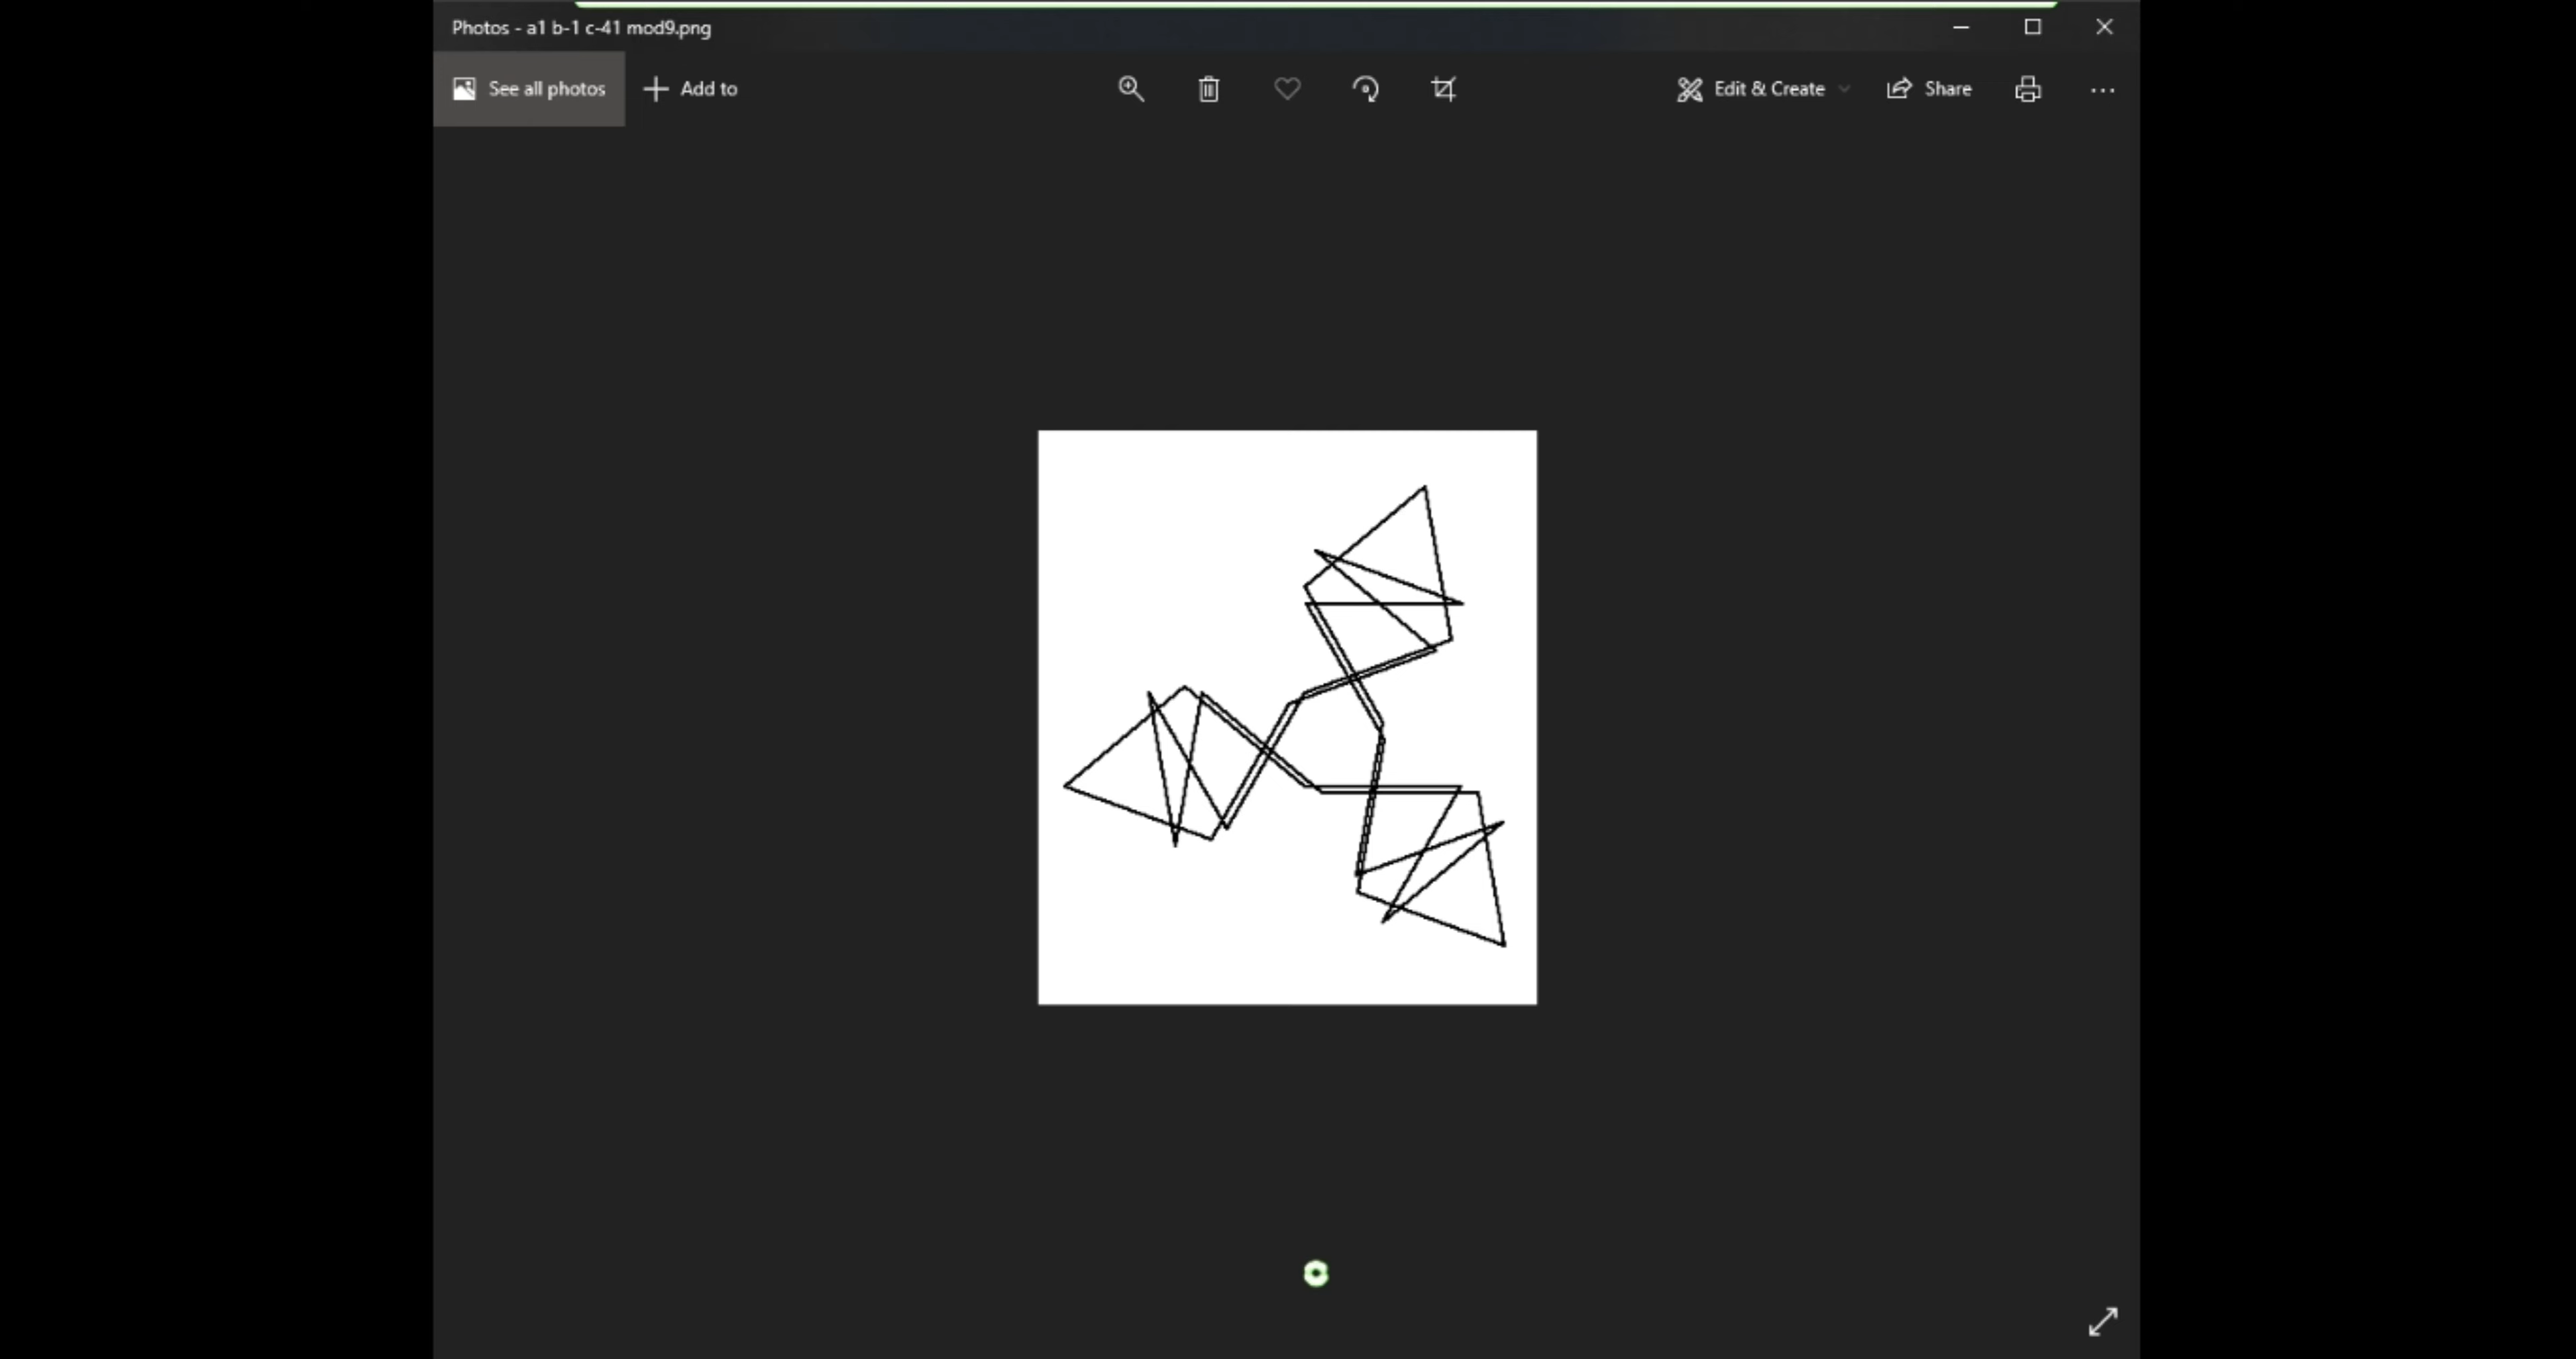 Photos - a1 b-1 c-41 mod9.png
See all photos
Add to
Edit & Create
Share